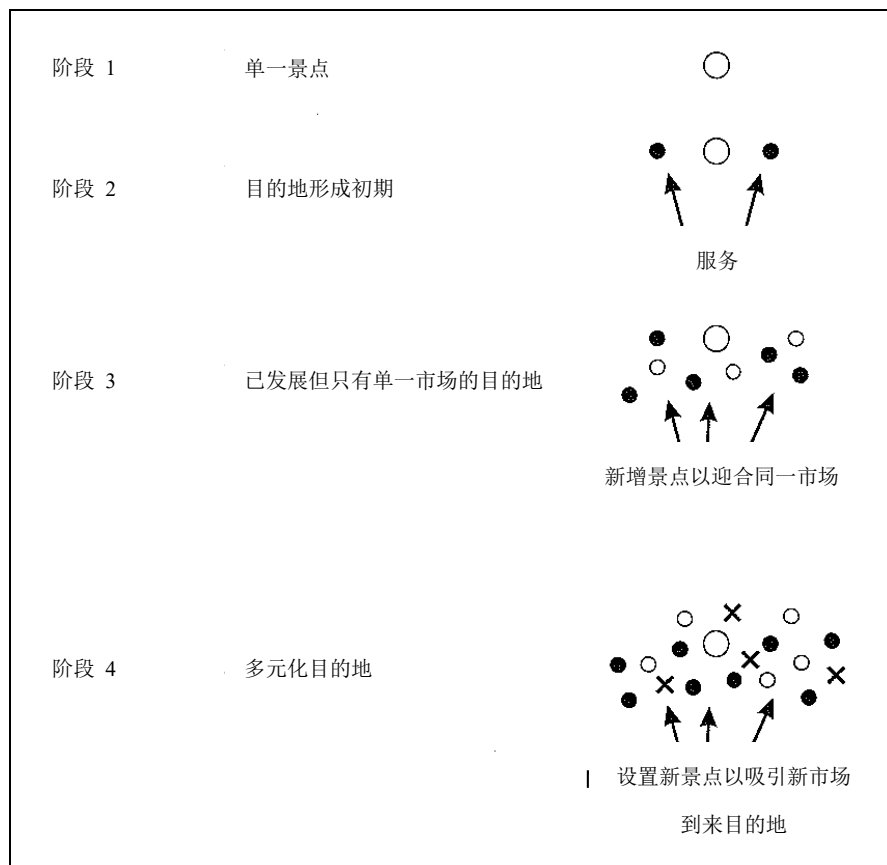 阶段 1 单一景点
阶段 2 目的地形成初期
服务
阶段 3 已发展但只有单一市场的目的地
新增景点以迎合同一市场
阶段 4 多元化目的地
设置新景点以吸引新市场
到来目的地